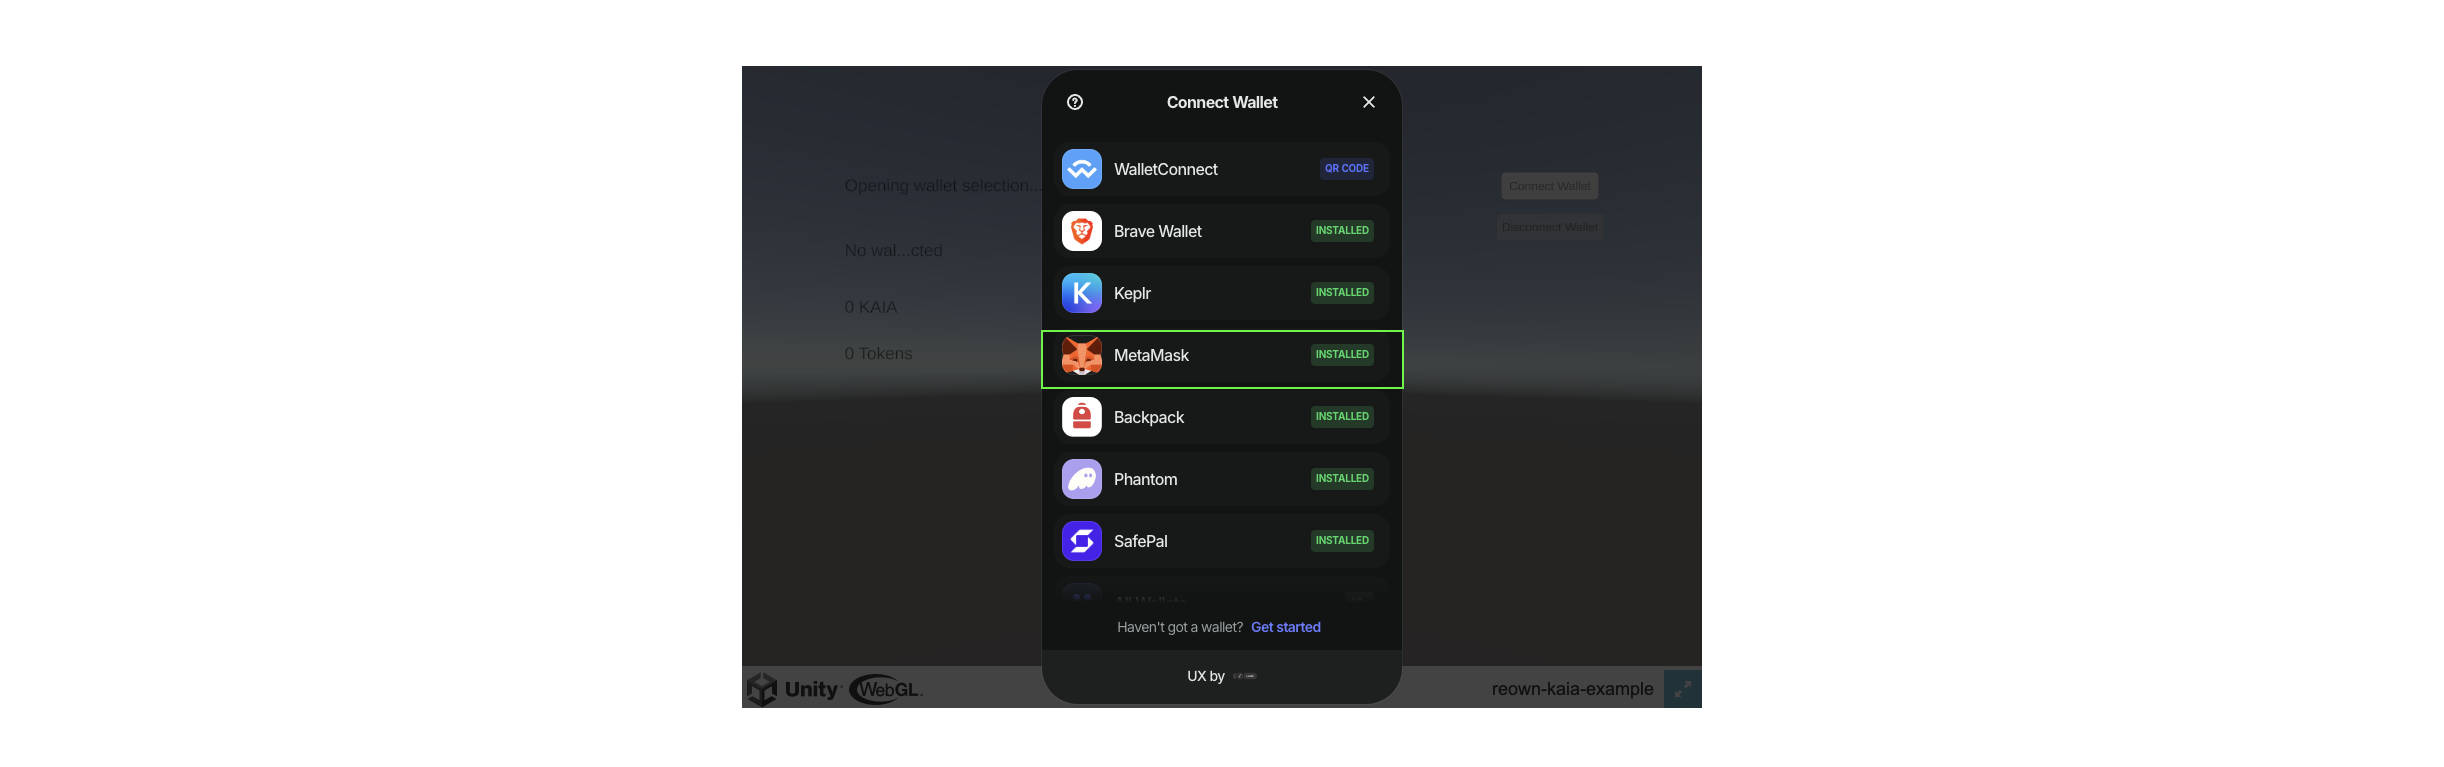 Connect Wallet
WalletConnect QR CODE
Brave Wallet INSTALLED
Keplr INSTALLED
MetaMask INSTALLED
Backpack INSTALLED
Phantom INSTALLED
SafePal INSTALLED
All Wallets
Haven't got a wallet? Get started
UX by
Opening wallet selection...
No wal...cted
0 KAIA
0 Tokens
Connect Wallet
Disconnect Wallet
Unity
WebGL
reown-kaia-example